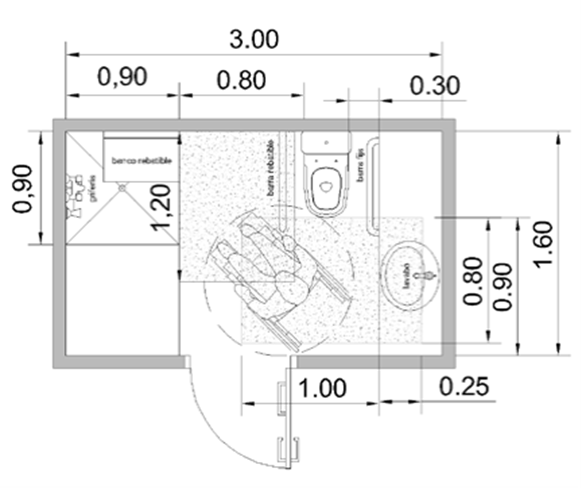 3.00
0,90
0.80
0.30
banco rebatible
barra rebatible
barra fija
grifería
0,90
1,20
lavabo
0.80
0.90
1.60
1.00
0.25